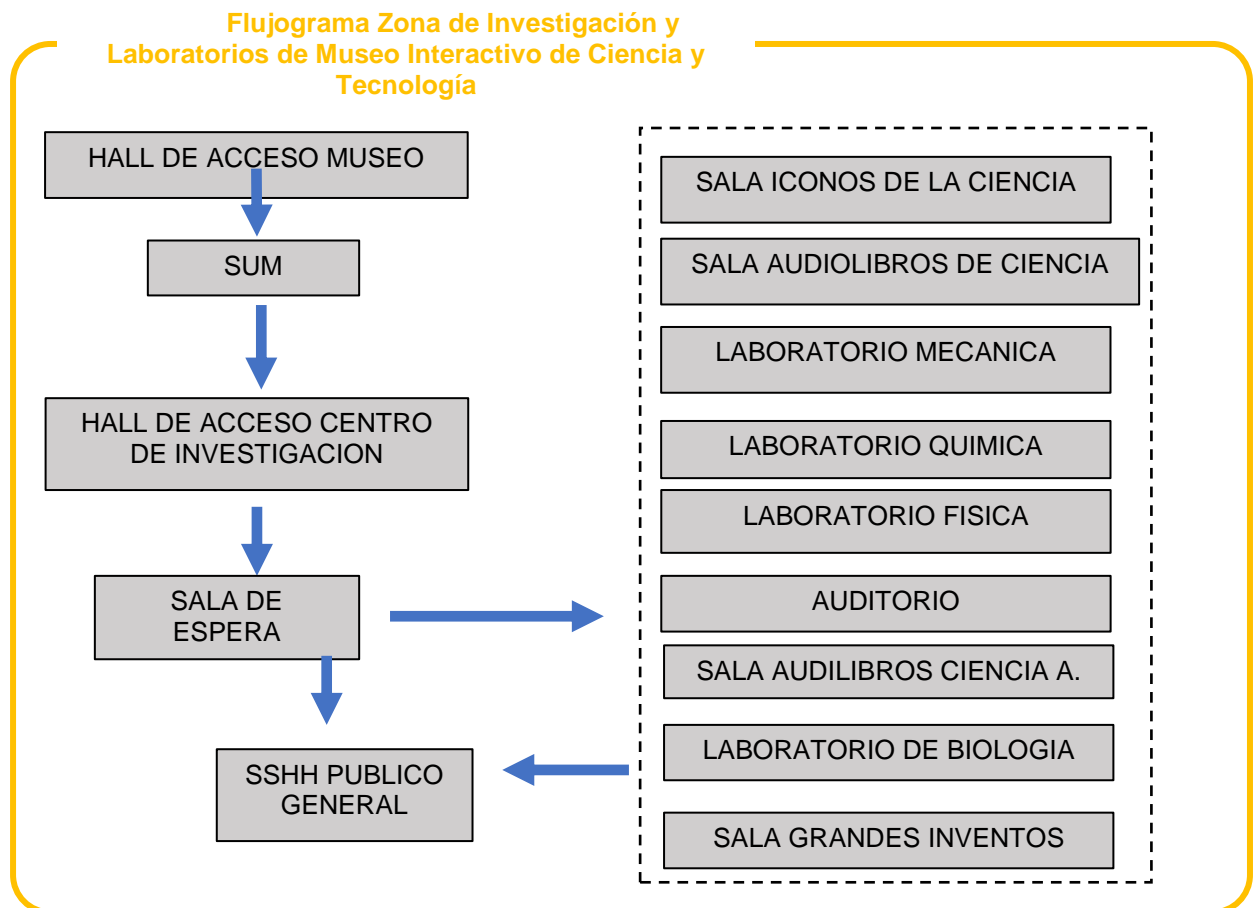 Flujograma Zona de Investigación y
Laboratorios de Museo Interactivo de Ciencia y
Tecnología
HALL DE ACCESO MUSEO
SUM
HALL DE ACCESO CENTRO
DE INVESTIGACION
SALA DE
ESPERA
SSHH PUBLICO
GENERAL
SALA ICONOS DE LA CIENCIA
SALA AUDIOLIBROS DE CIENCIA
LABORATORIO MECANICA
LABORATORIO QUIMICA
LABORATORIO FISICA
AUDITORIO
SALA AUDILIBROS CIENCIA A.
LABORATORIO DE BIOLOGIA
SALA GRANDES INVENTOS